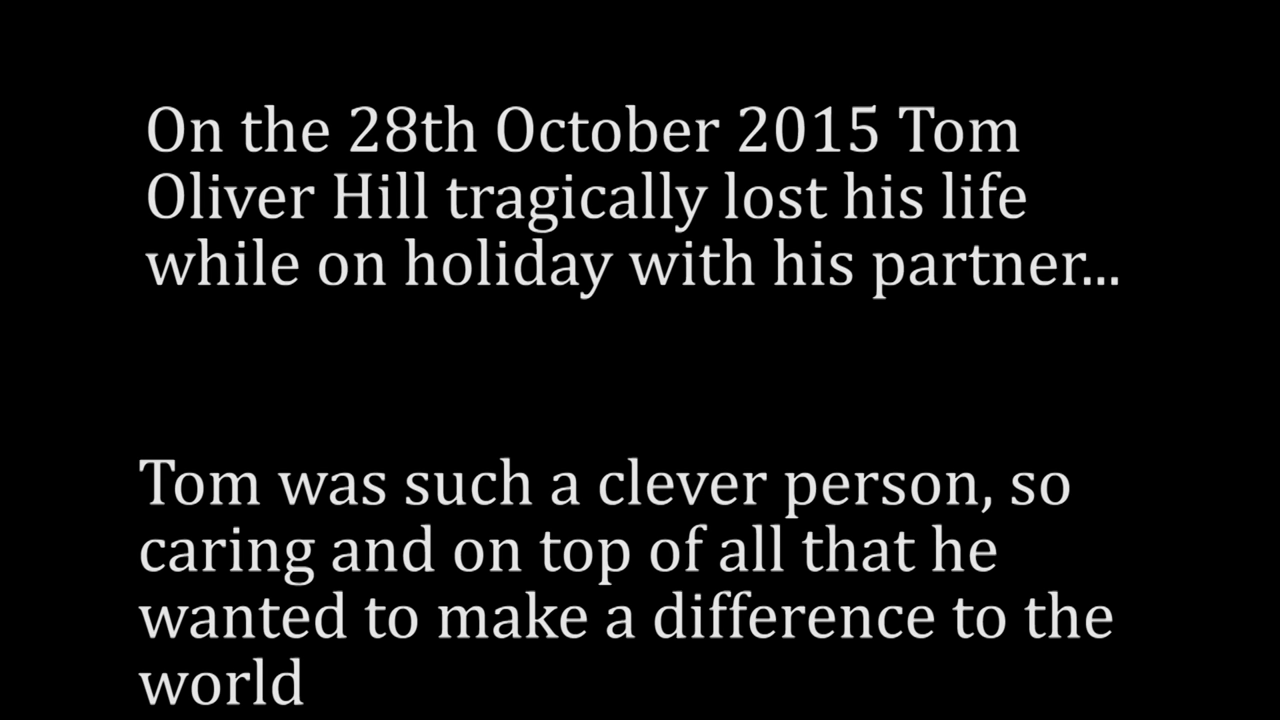 On the 28th October 2015 Tom
Oliver Hill tragically lost his life
while on holiday with his partner...
Tom was such a clever person, so
caring and on top of all that he
wanted to make a difference to the
world